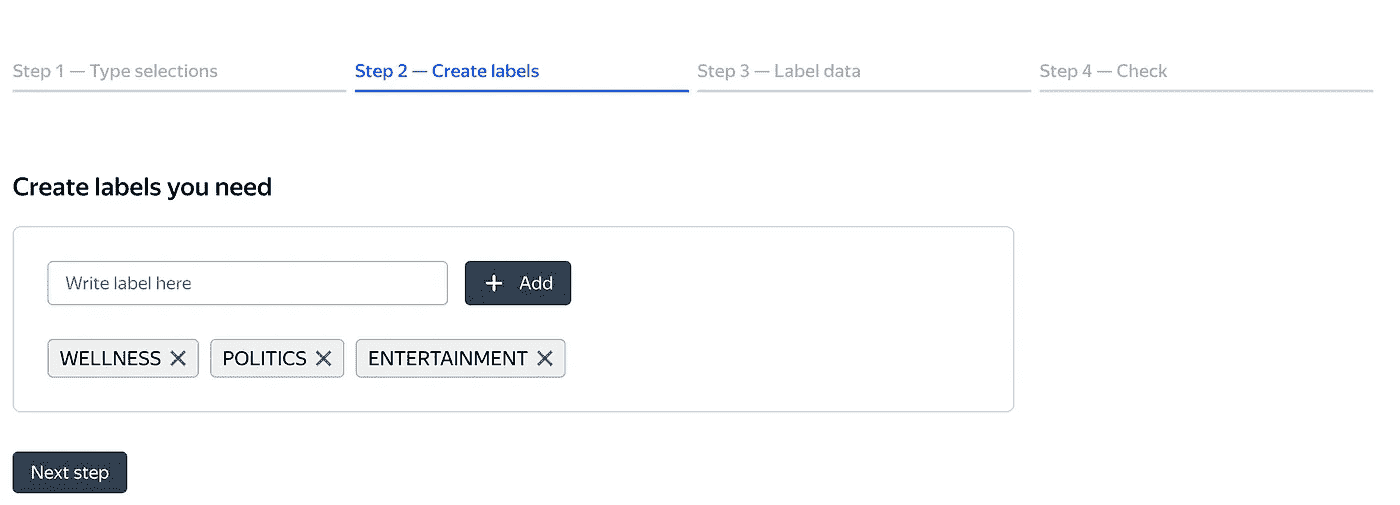 Step 1 — Type selections
Step 2 — Create labels
Step 3 — Label data
Step 4 — Check
Create labels you need
Write label here
Add
WELLNESS
POLITICS
ENTERTAINMENT
Next step